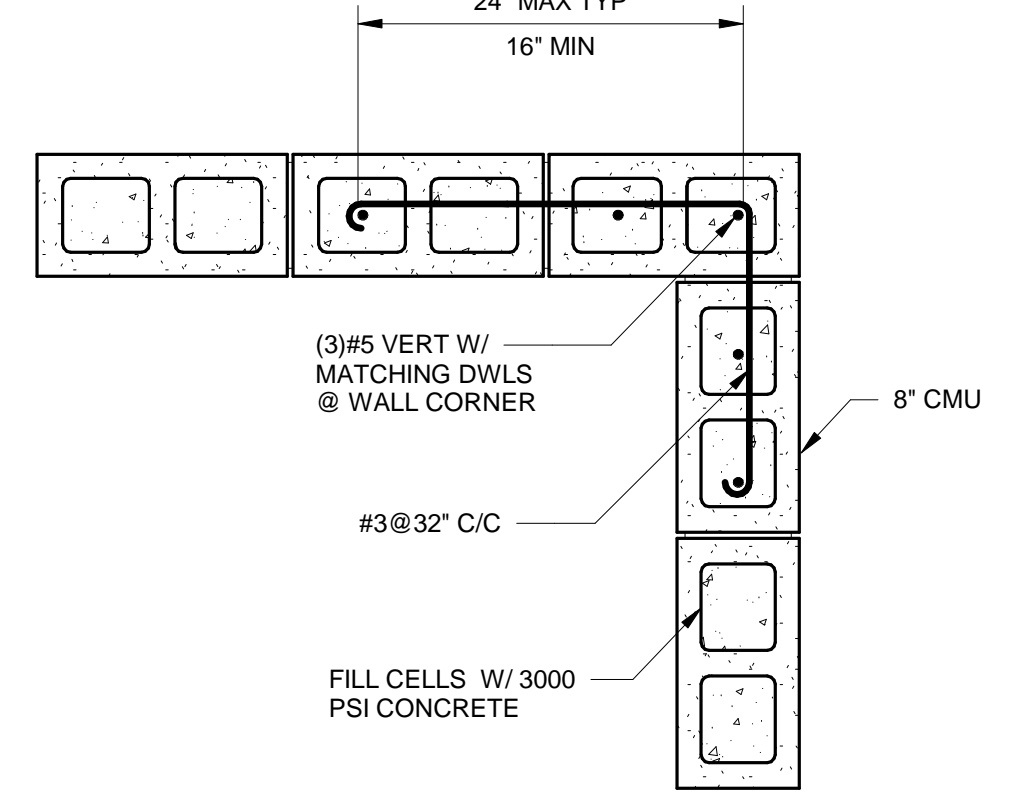 24" MAX TYP
16" MIN
(3)#5 VERT W/
MATCHING DWLS
@ WALL CORNER
8" CMU
#3@32" C/C
FILL CELLS W/ 3000
PSI CONCRETE